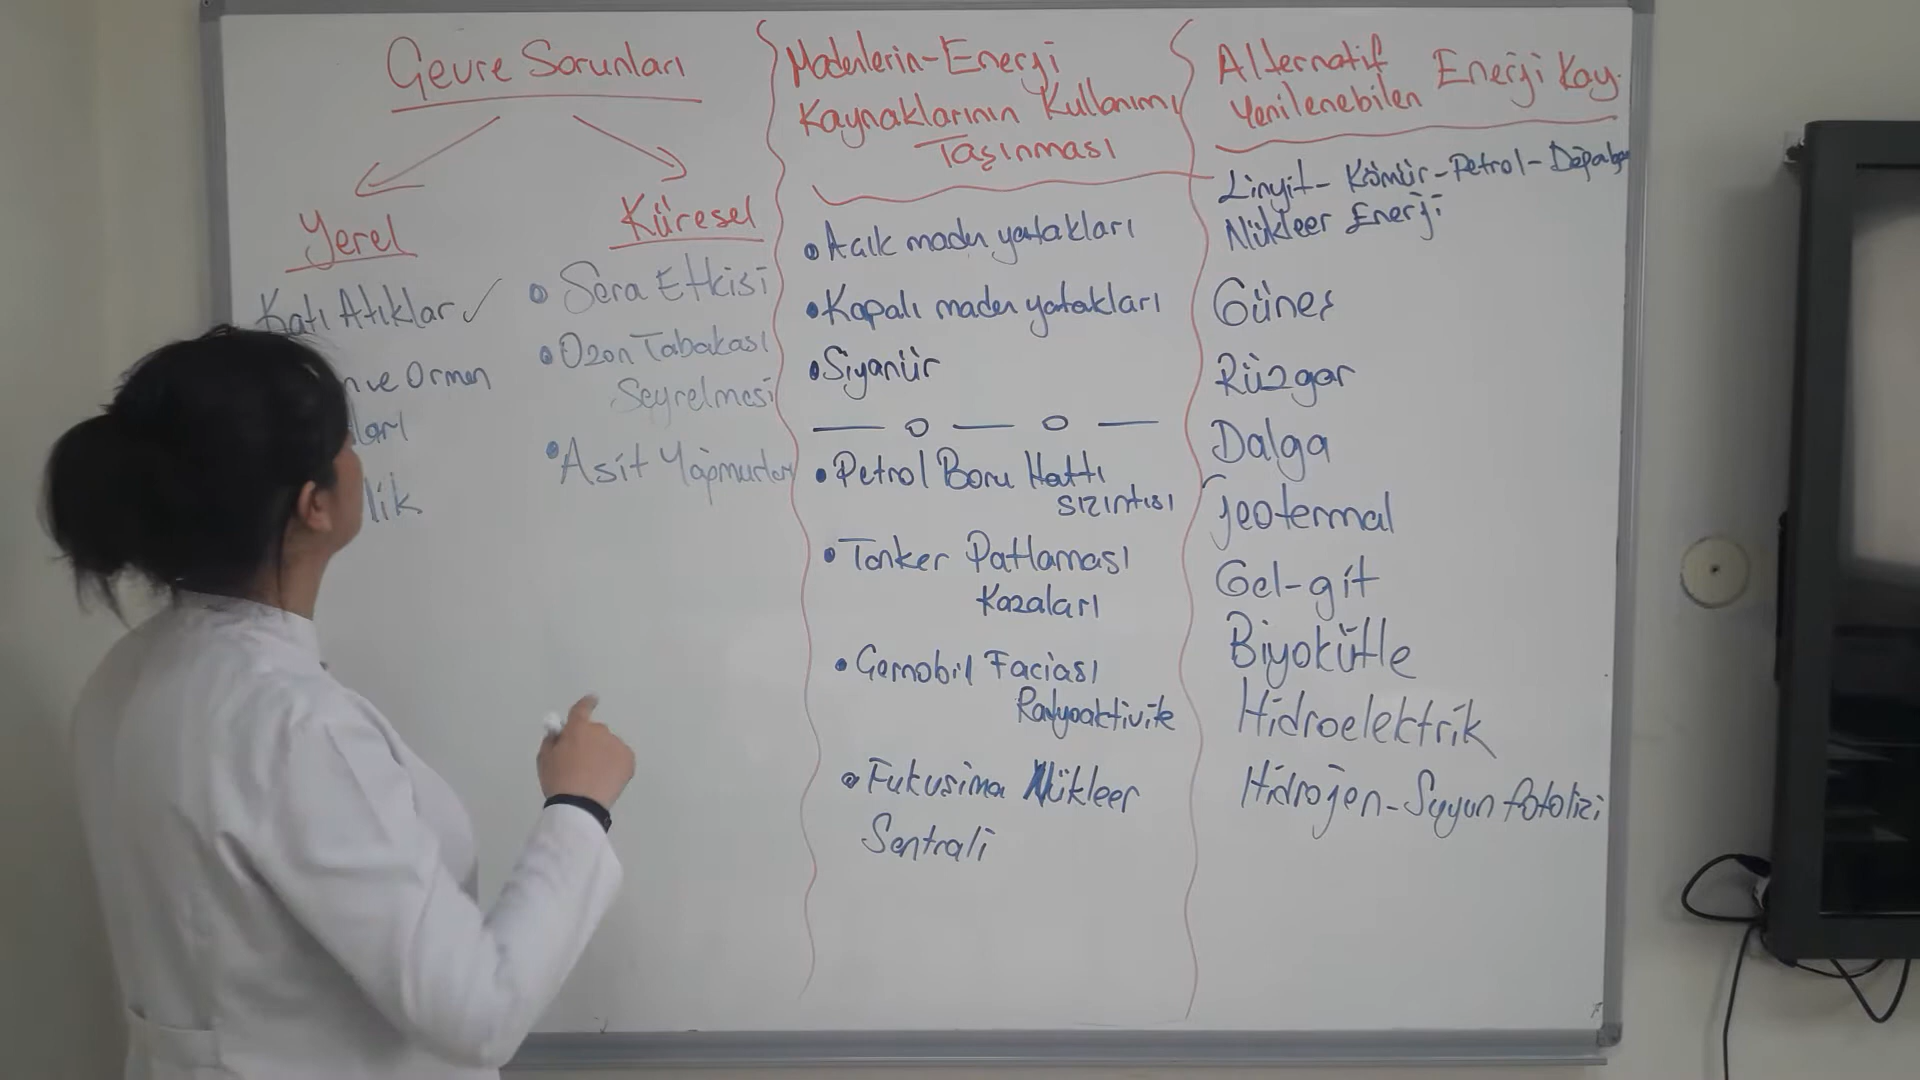 Çevre Sorunları
Yerel
Katı Atıklar ✓
n ve Orman
ları
lik
Küresel
• Sera Etkisi
• Ozon Tabakası
Seyrelmesi
• Asit Yağmurları
Madenlerin-Enerji
Kaynaklarının Kullanımı
Taşınması
• Açık maden yatakları
• Kapalı maden yatakları
• Siyanür
• Petrol Boru Hattı
sızıntısı
• Tanker Patlaması
Kazaları
• Çernobil Faciası
Radyoaktivite
• Fukuşima Nükleer
Santrali
Alternatif Enerji Kay.
Yenilenebilen
Linyit - Kömür - Petrol - Doğalgaz
Nükleer Enerji
Güneş
Rüzgar
Dalga
Jeotermal
Gel-git
Biyokütle
Hidroelektrik
Hidrojen - Suyun fotolizi